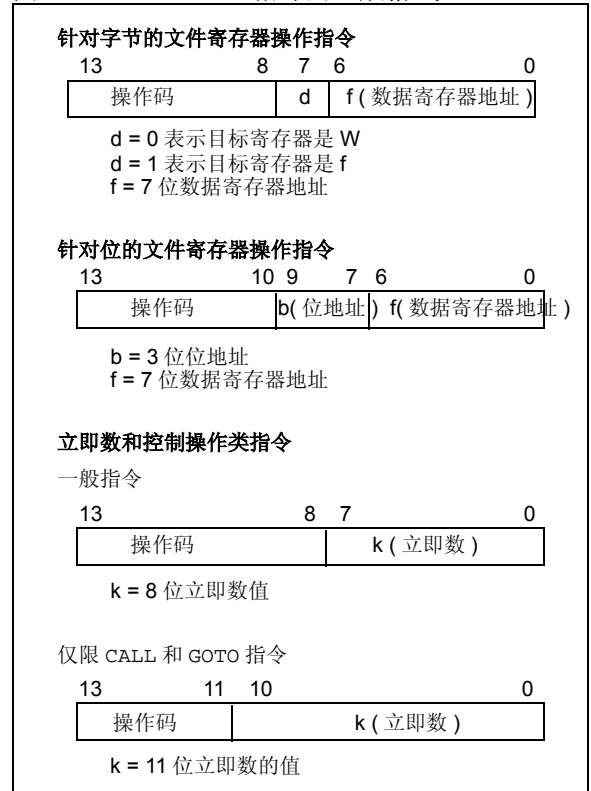 针对字节的文件寄存器操作指令
13 8 7 6 0
操作码 d f ( 数据寄存器地址 )
d = 0 表示目标寄存器是 W
d = 1 表示目标寄存器是 f
f = 7 位数据寄存器地址
针对位的文件寄存器操作指令
13 10 9 7 6 0
操作码 b( 位地址 ) f( 数据寄存器地址 )
b = 3 位位地址
f = 7 位数据寄存器地址
立即数和控制操作类指令
一般指令
13 8 7 0
操作码 k ( 立即数 )
k = 8 位立即数值
仅限 CALL 和 GOTO 指令
13 11 10 0
操作码 k ( 立即数 )
k = 11 位立即数的值